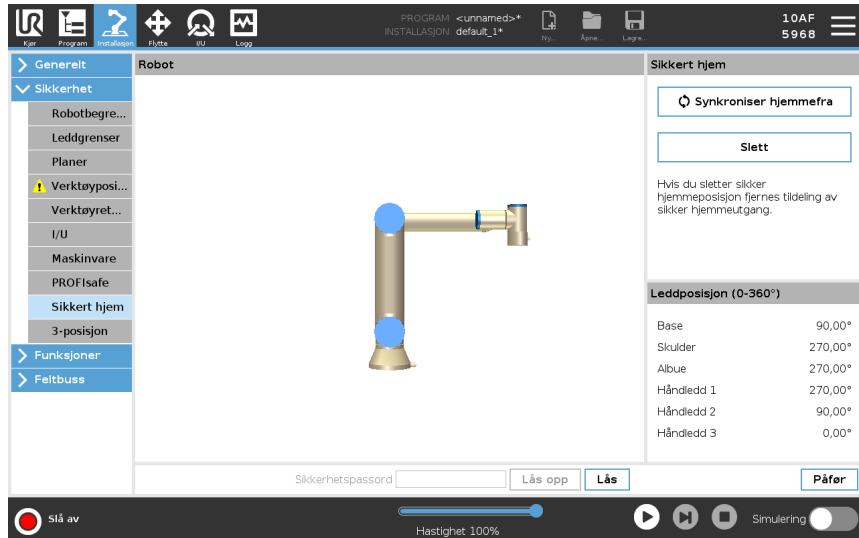 UR
Kjør
Program
Installasjon
Flytte
I/U
Logg
PROGRAM <unnamed>*
INSTALLASJON default_1*
Ny...
Åpne...
Lagre...
10AF
5968
Generelt
Sikkerhet
Robotbegre...
Leddgrenser
Planer
Verktøyposi...
Verktøyret...
I/U
Maskinvare
PROFIsafe
Sikkert hjem
3-posisjon
Funksjoner
Feltbuss
Robot
Sikkert hjem
Synkroniser hjemmefra
Slett
Hvis du sletter sikker
hjemmeposisjon fjernes tildeling av
sikker hjemmeutgang.
Leddposisjon (0-360°)
Base 90,00°
Skulder 270,00°
Albue 270,00°
Håndledd 1 270,00°
Håndledd 2 90,00°
Håndledd 3 0,00°
Sikkerhetspassord
Lås opp
Lås
Påfør
Slå av
Hastighet 100%
Simulering